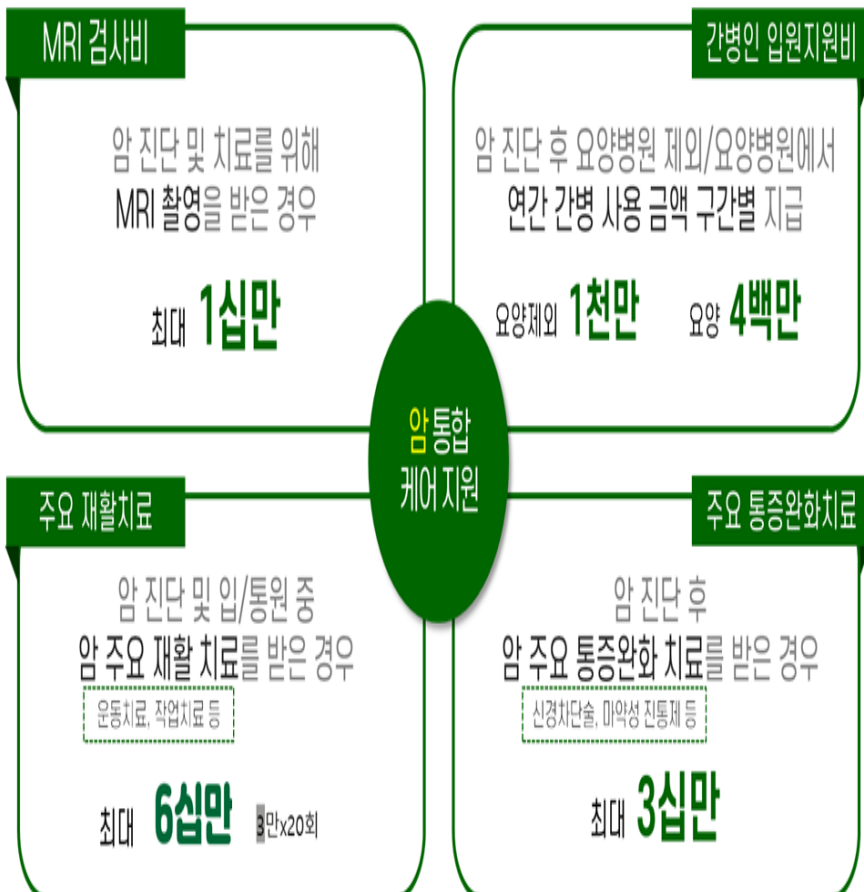 MRI 검사비
암 진단 및 치료를 위해
MRI 촬영을 받은 경우
최대 1십만
간병인 입원지원비
암 진단 후 요양병원 제외/요양병원에서
연간 간병 사용 금액 구간별 지급
요양제외 1천만 요양 4백만
암 통합
케어 지원
주요 재활치료
암 진단 및 입/통원 중
암 주요 재활 치료를 받은 경우
운동치료, 작업치료 등
최대 6십만 3만x20회
주요 통증완화치료
암 진단 후
암 주요 통증완화 치료를 받은 경우
신경차단술, 마약성 진통제 등
최대 3십만